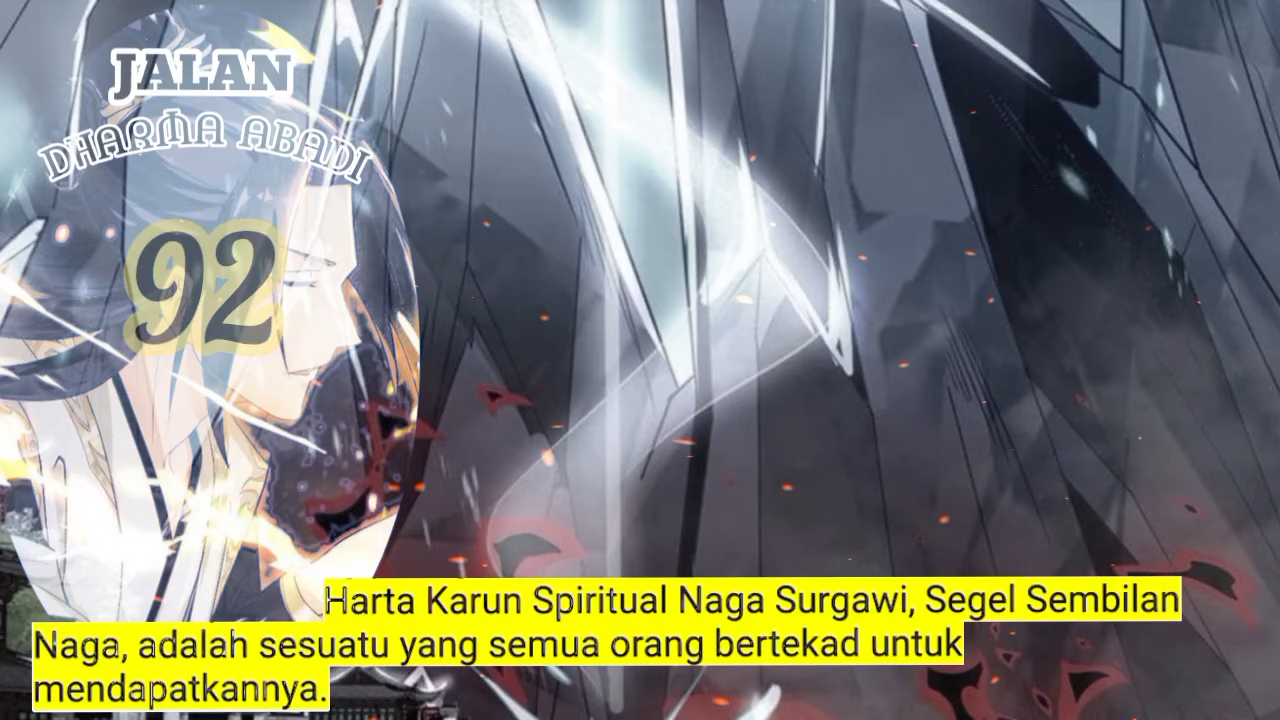 JALAN
DHARMA ABADI
92
Harta Karun Spiritual Naga Surgawi, Segel Sembilan
Naga, adalah sesuatu yang semua orang bertekad untuk
mendapatkannya.